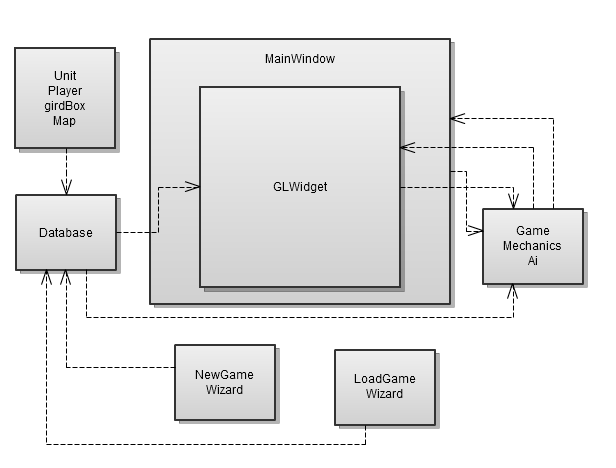 MainWindow
Unit
Player
girdBox
Map
GLWidget
Database
Game
Mechanics
Ai
NewGame
Wizard
LoadGame
Wizard